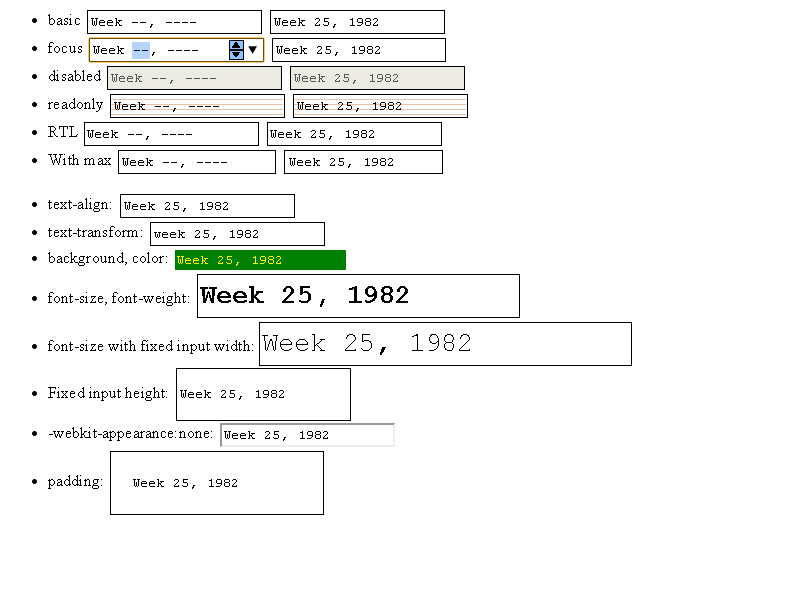 • basic Week --, ---- Week 25, 1982
• focus Week --, ---- Week 25, 1982
• disabled Week --, ---- Week 25, 1982
• readonly Week --, ---- Week 25, 1982
• RTL Week --, ---- Week 25, 1982
• With max Week --, ---- Week 25, 1982
• text-align: Week 25, 1982
• text-transform: week 25, 1982
• background, color: Week 25, 1982
• font-size, font-weight: Week 25, 1982
• font-size with fixed input width: Week 25, 1982
• Fixed input height: Week 25, 1982
• -webkit-appearance:none: Week 25, 1982
• padding: Week 25, 1982